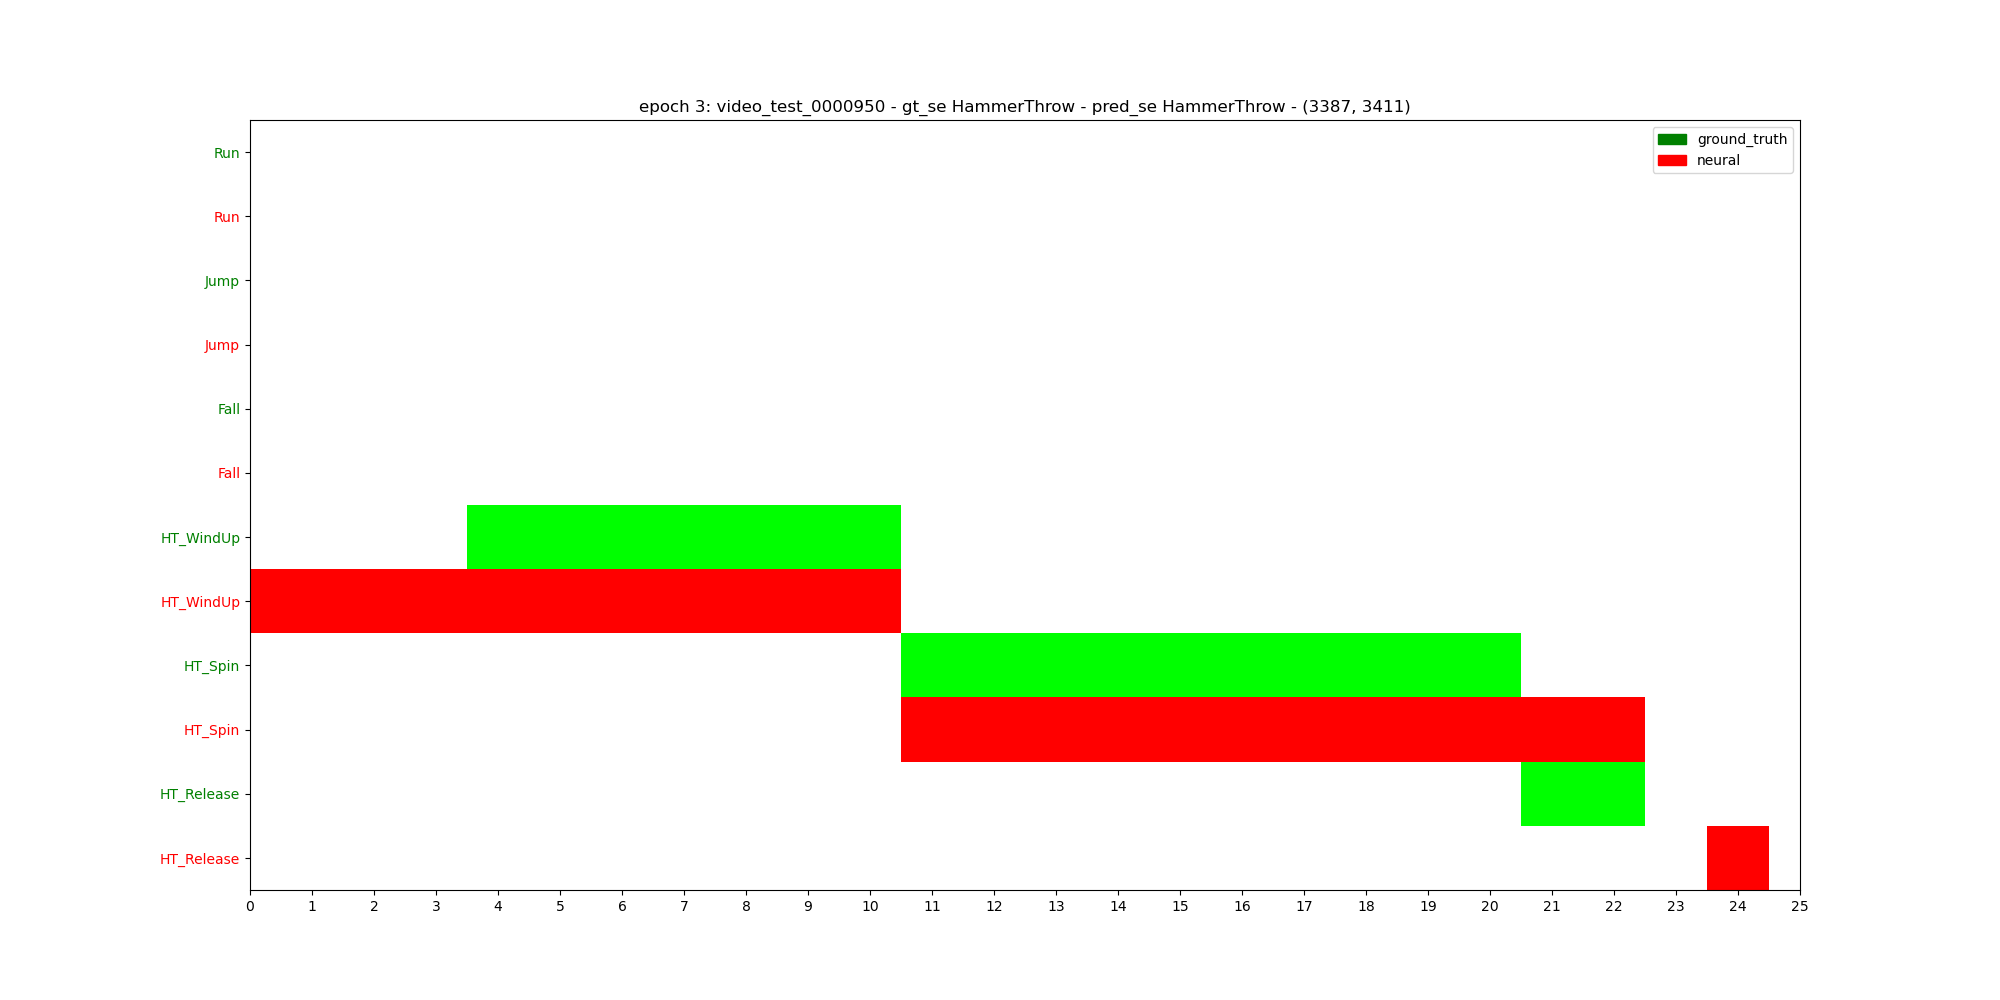 epoch 3: video_test_0000950 - gt_se HammerThrow - pred_se HammerThrow - (3387, 3411)
ground_truth
neural
Run
Run
Jump
Jump
Fall
Fall
HT_WindUp
HT_WindUp
HT_Spin
HT_Spin
HT_Release
HT_Release
0 1 2 3 4 5 6 7 8 9 10 11 12 13 14 15 16 17 18 19 20 21 22 23 24 25